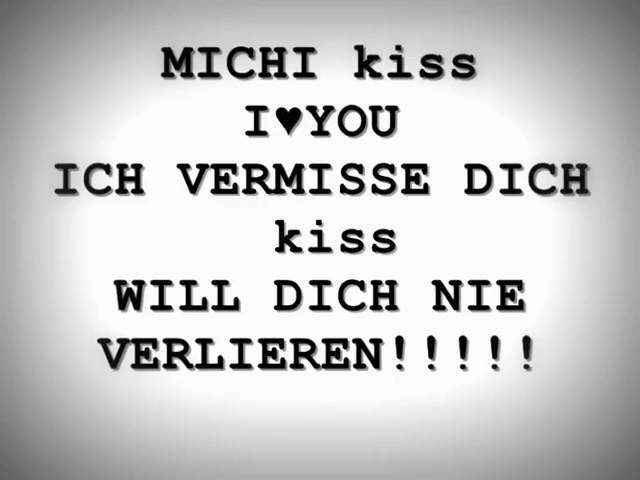 MICHI kiss
I♥YOU
ICH VERMISSE DICH
kiss
WILL DICH NIE
VERLIEREN!!!!!